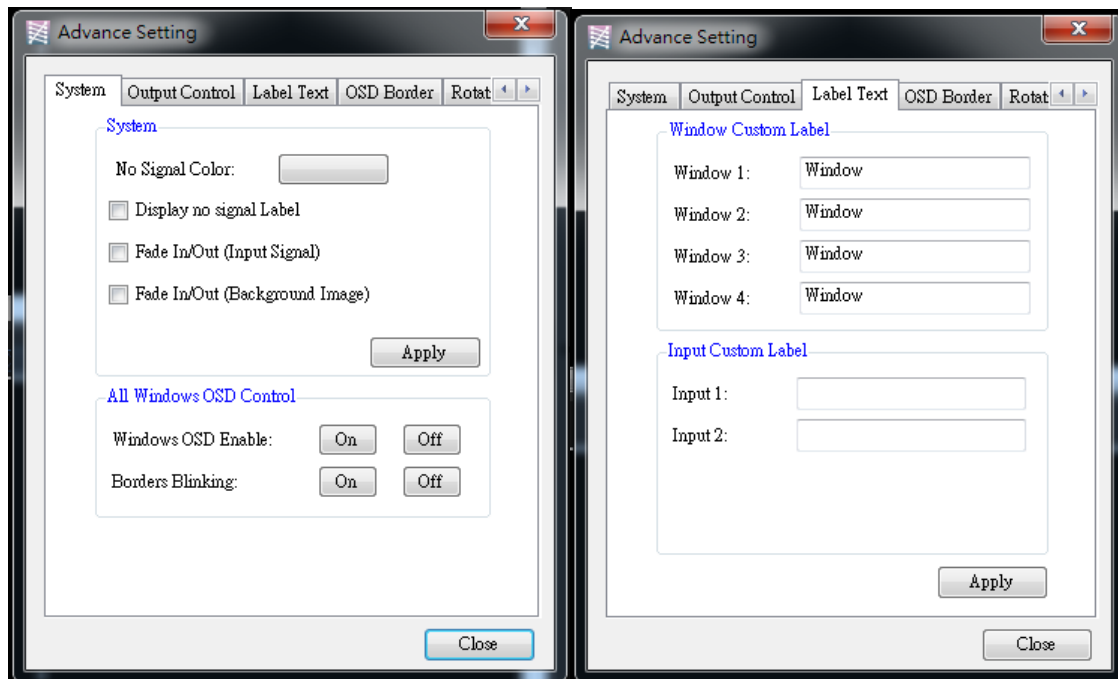 Advance Setting
System Output Control Label Text OSD Border Rotat
System
No Signal Color:
Display no signal Label
Fade In/Out (Input Signal)
Fade In/Out (Background Image)
Apply
All Windows OSD Control
Windows OSD Enable: On Off
Borders Blinking: On Off
Close
Advance Setting
System Output Control Label Text OSD Border Rotat
Window Custom Label
Window 1: Window
Window 2: Window
Window 3: Window
Window 4: Window
Input Custom Label
Input 1:
Input 2:
Apply
Close